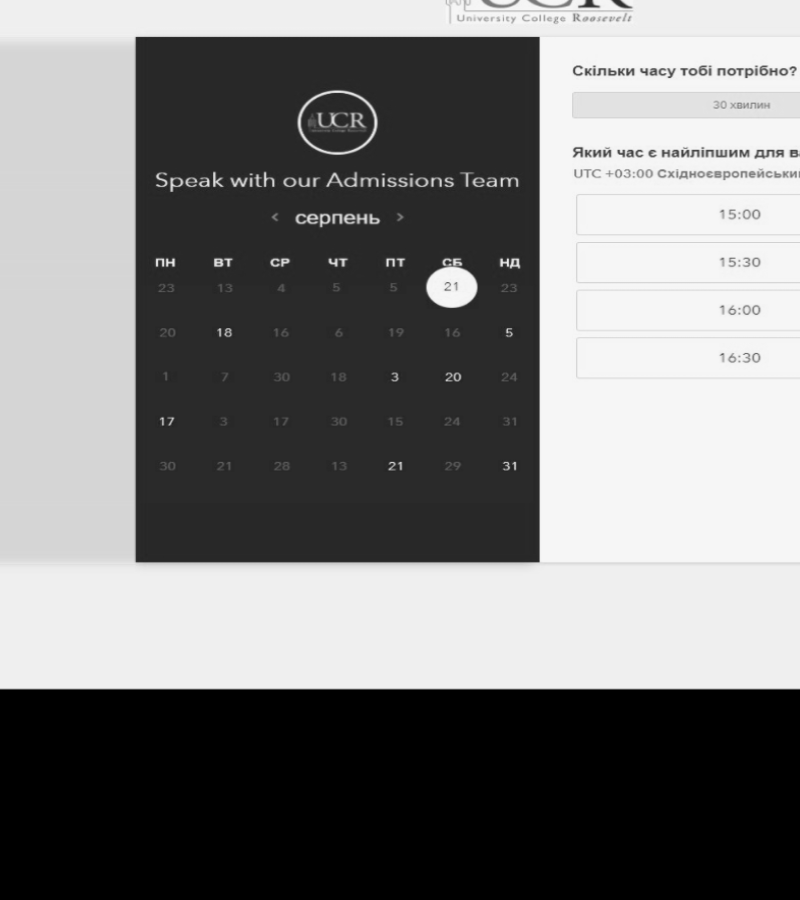 UCR
University College Roosevelt
UCR
Speak with our Admissions Team
< серпень >
ПН ВТ СР ЧТ ПТ СБ НД
23 13 4 5 5 21 23
20 18 16 6 19 16 5
1 7 30 18 3 20 24
17 3 17 30 15 24 31
30 21 28 13 21 29 31
Скільки часу тобі потрібно?
30 хвилин
Який час є найліпшим для в
UTC +03:00 Східноєвропейськи
15:00
15:30
16:00
16:30